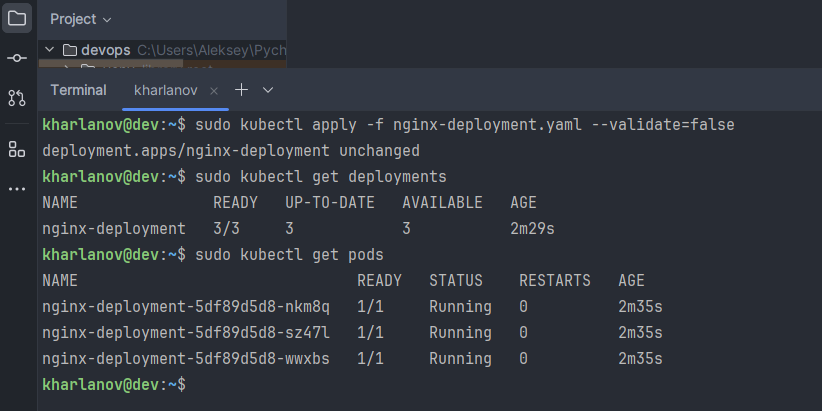 Project
devops C:\Users\Aleksey\Pych
Terminal kharlanov
kharlanov@dev:~$ sudo kubectl apply -f nginx-deployment.yaml --validate=false
deployment.apps/nginx-deployment unchanged
kharlanov@dev:~$ sudo kubectl get deployments
NAME READY UP-TO-DATE AVAILABLE AGE
nginx-deployment 3/3 3 3 2m29s
kharlanov@dev:~$ sudo kubectl get pods
NAME READY STATUS RESTARTS AGE
nginx-deployment-5df89d5d8-nkm8q 1/1 Running 0 2m35s
nginx-deployment-5df89d5d8-sz47l 1/1 Running 0 2m35s
nginx-deployment-5df89d5d8-wwxbs 1/1 Running 0 2m35s
kharlanov@dev:~$